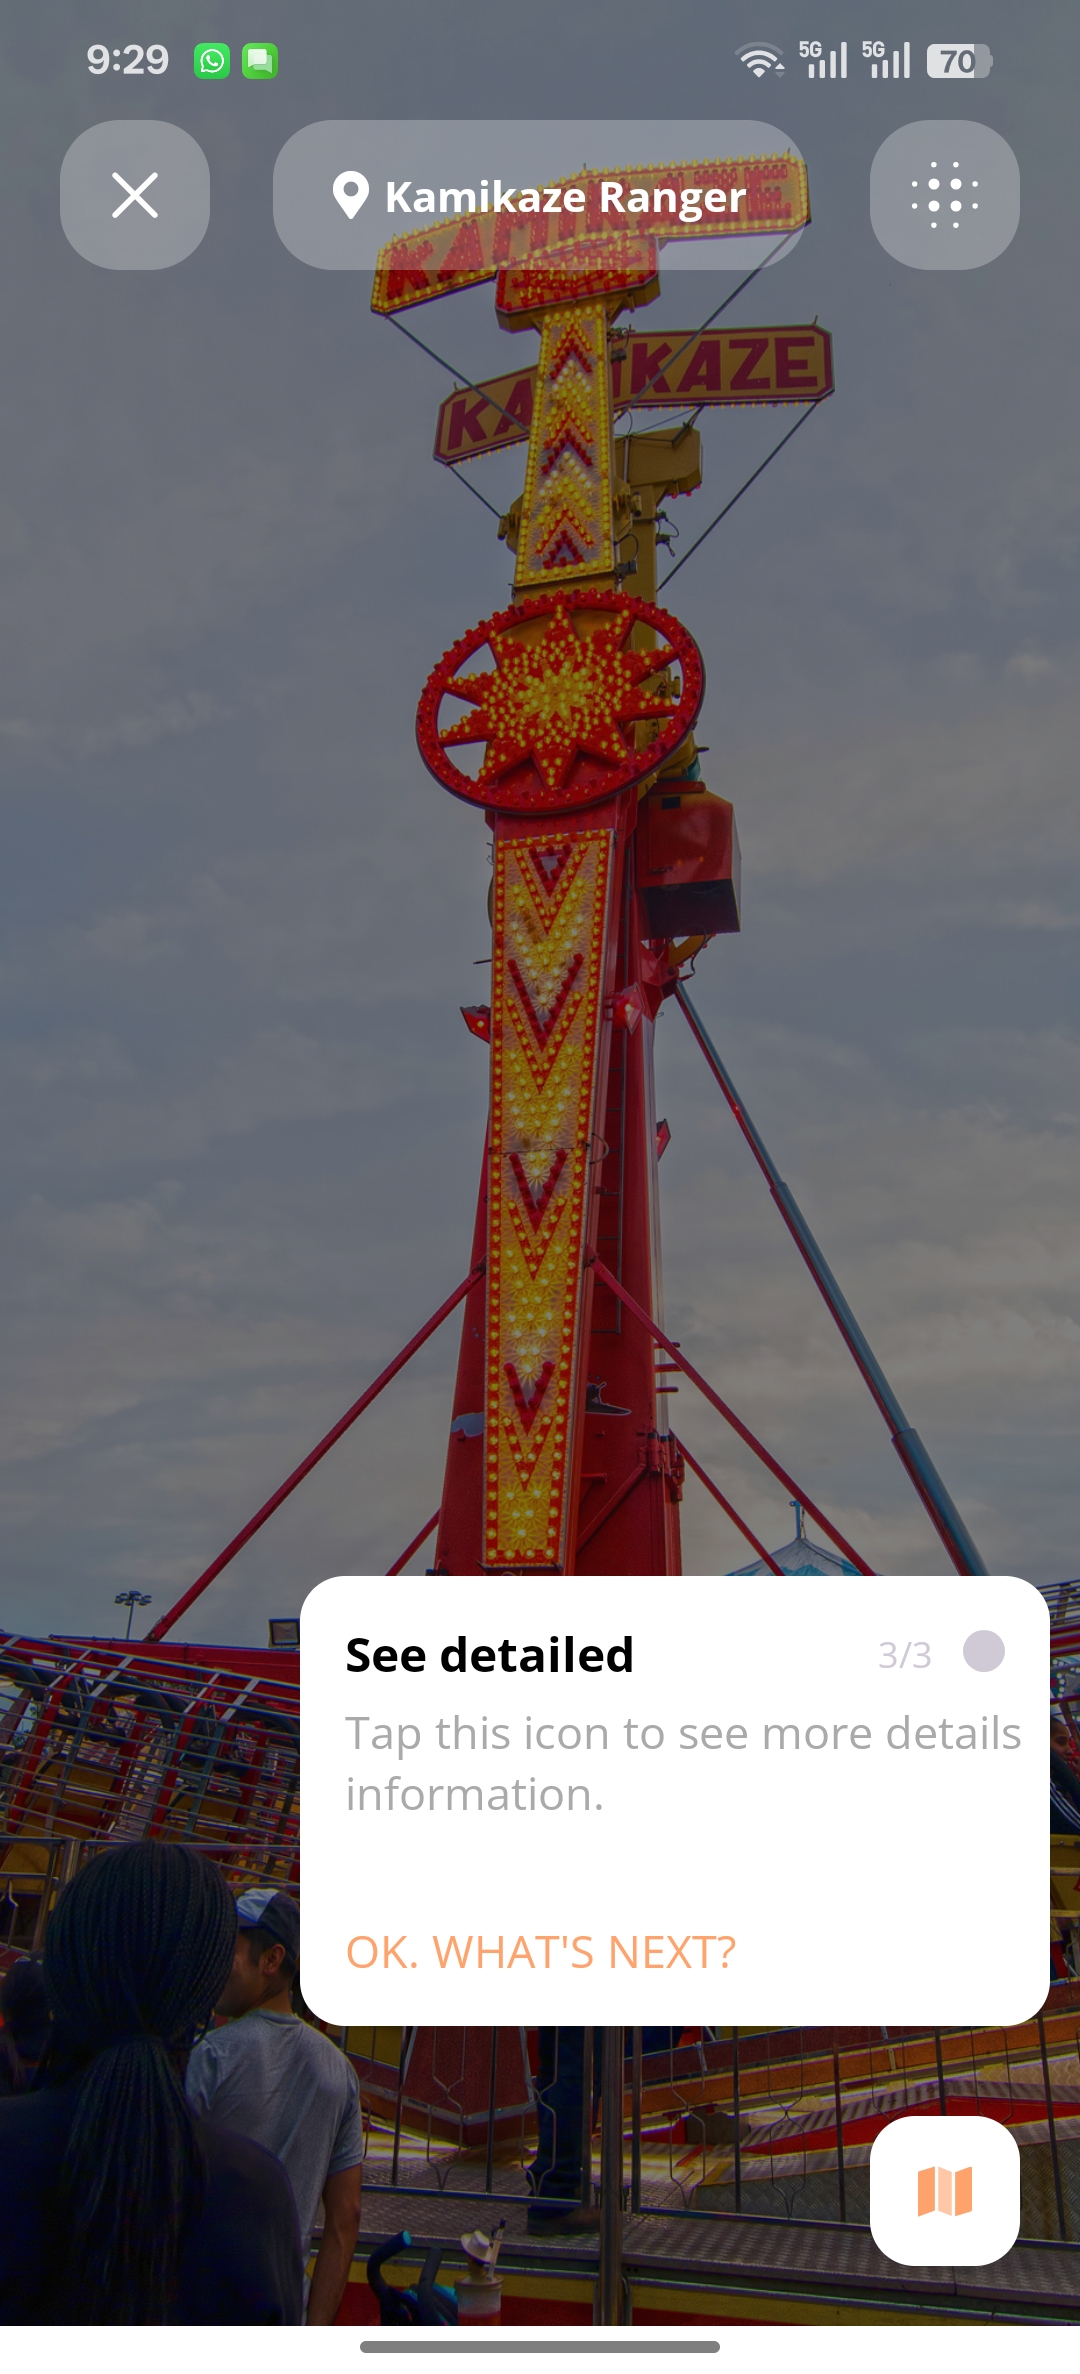 9:29
5G 5G 70
Kamikaze Ranger
KAMIKAZE
KAMIKAZE
See detailed
3/3
Tap this icon to see more details
information.
OK. WHAT'S NEXT?